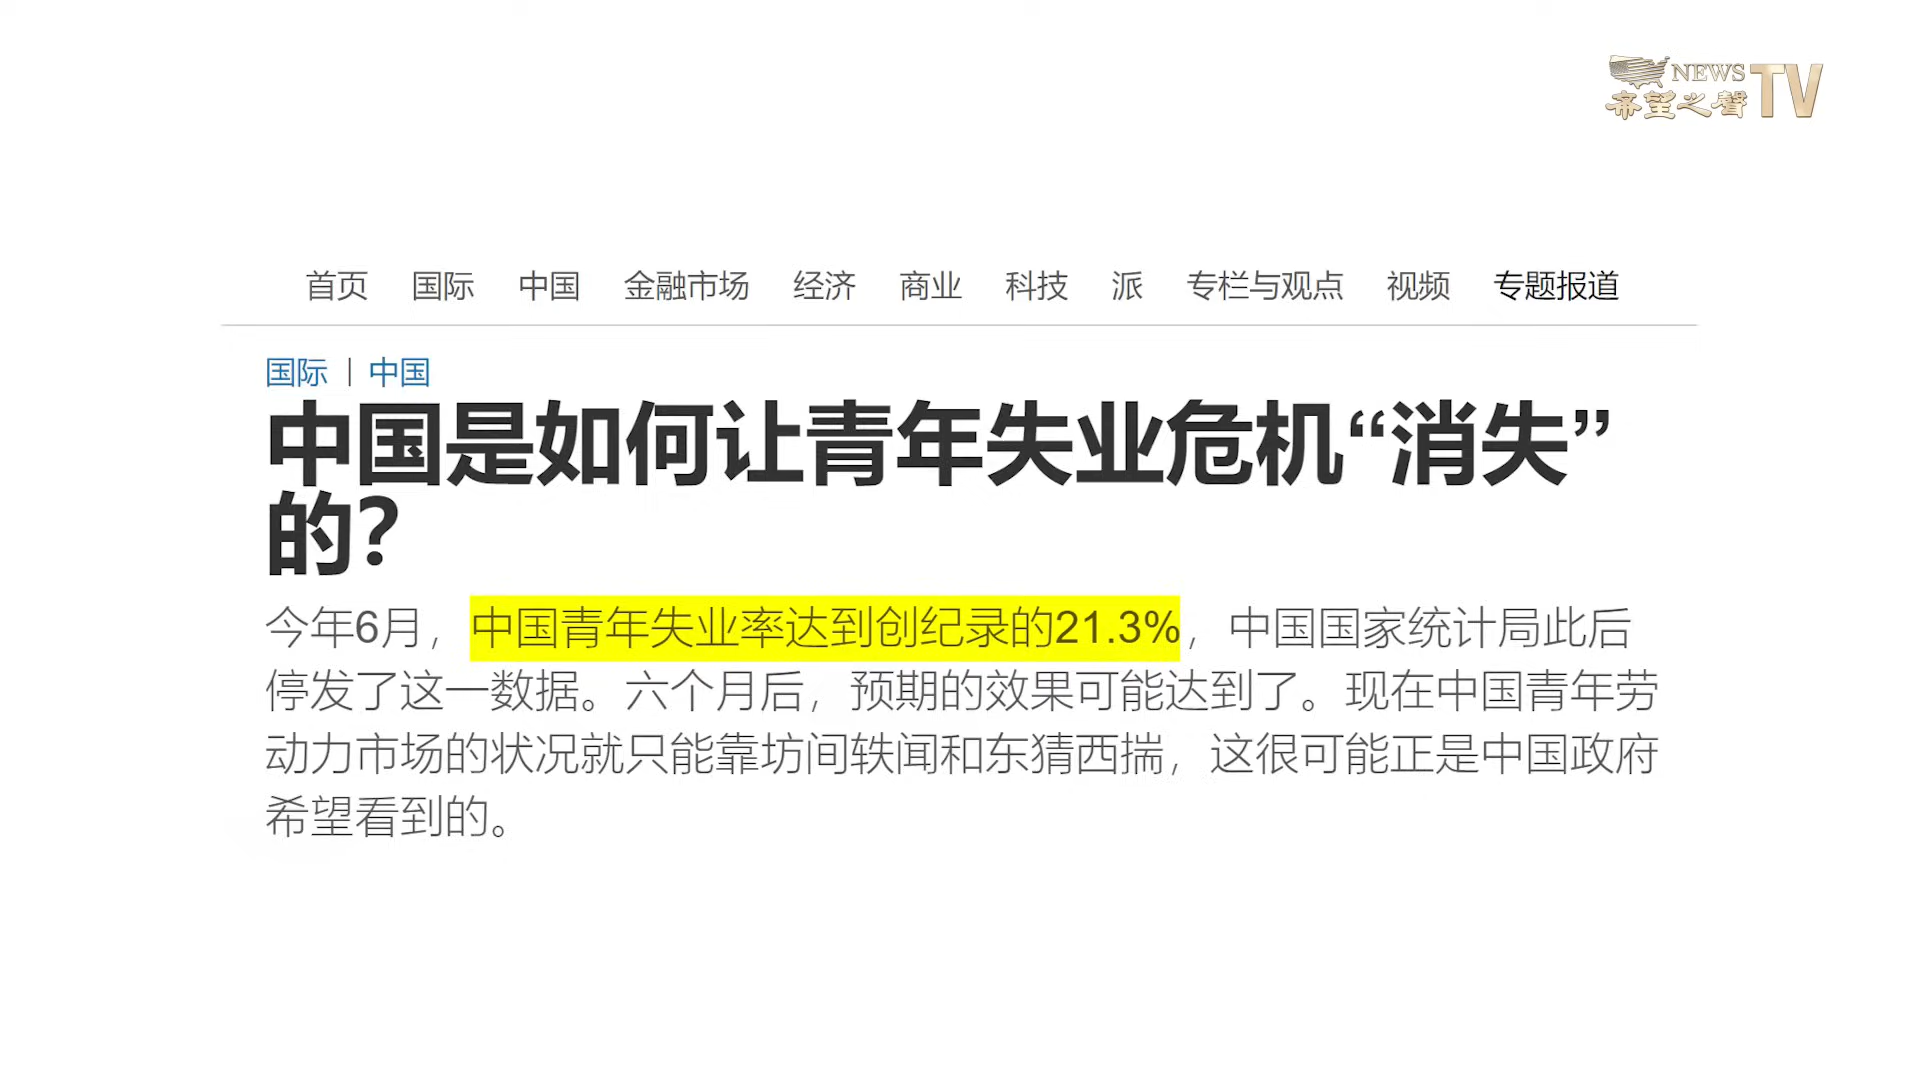 NEWS
希望之聲TV
首页 国际 中国 金融市场 经济 商业 科技 派 专栏与观点 视频 专题报道
国际 | 中国
中国是如何让青年失业危机“消失”
的？
今年6月，中国青年失业率达到创纪录的21.3%，中国国家统计局此后
停发了这一数据。六个月后，预期的效果可能达到了。现在中国青年劳
动力市场的状况就只能靠坊间轶闻和东猜西揣，这很可能正是中国政府
希望看到的。